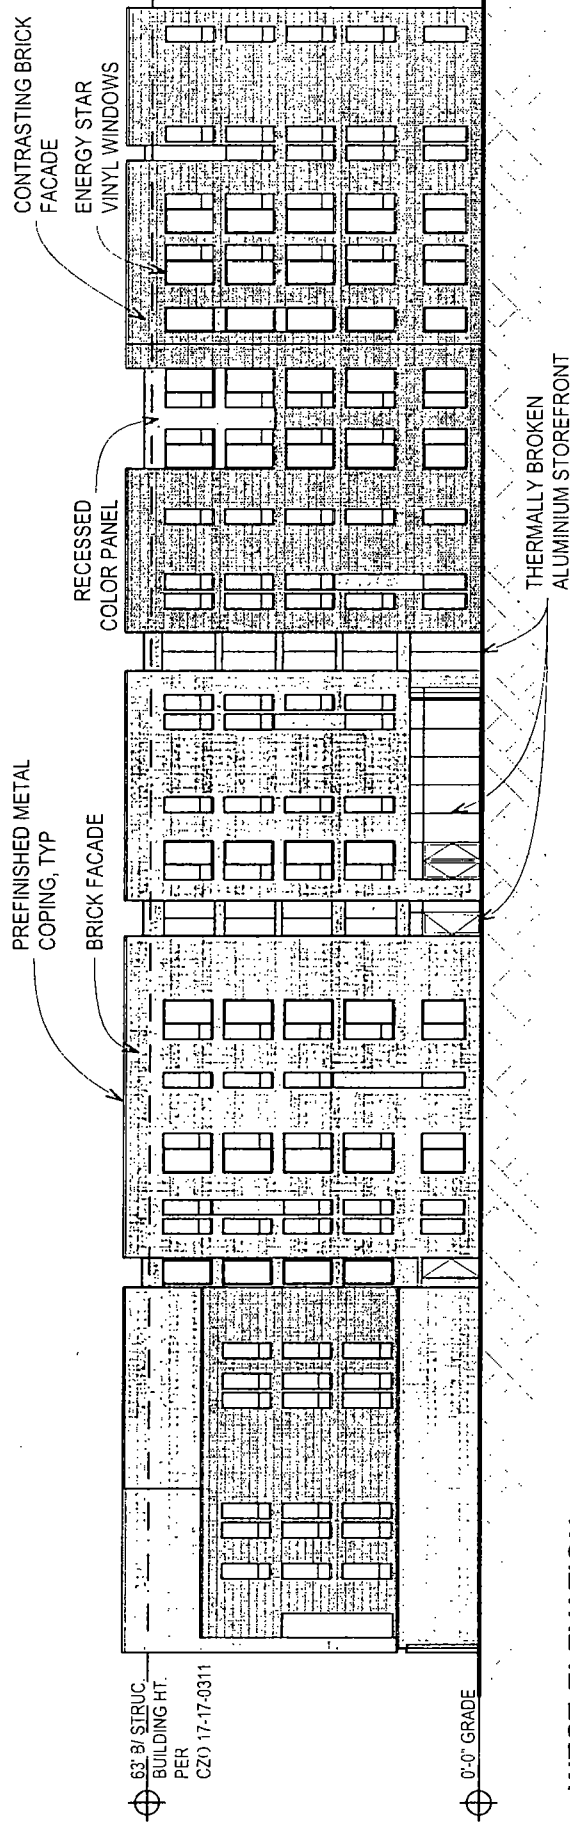 CONTRASTING BRICK
FACADE
ENERGY STAR
VINYL WINDOWS
RECESSED
COLOR PANEL
THERMALLY BROKEN
ALUMINIUM STOREFRONT
PREFINISHED METAL
COPING, TYP
BRICK FACADE
63' B/ STRUC.
BUILDING HT.
PER
CZO 17-17-0311
0'-0" GRADE